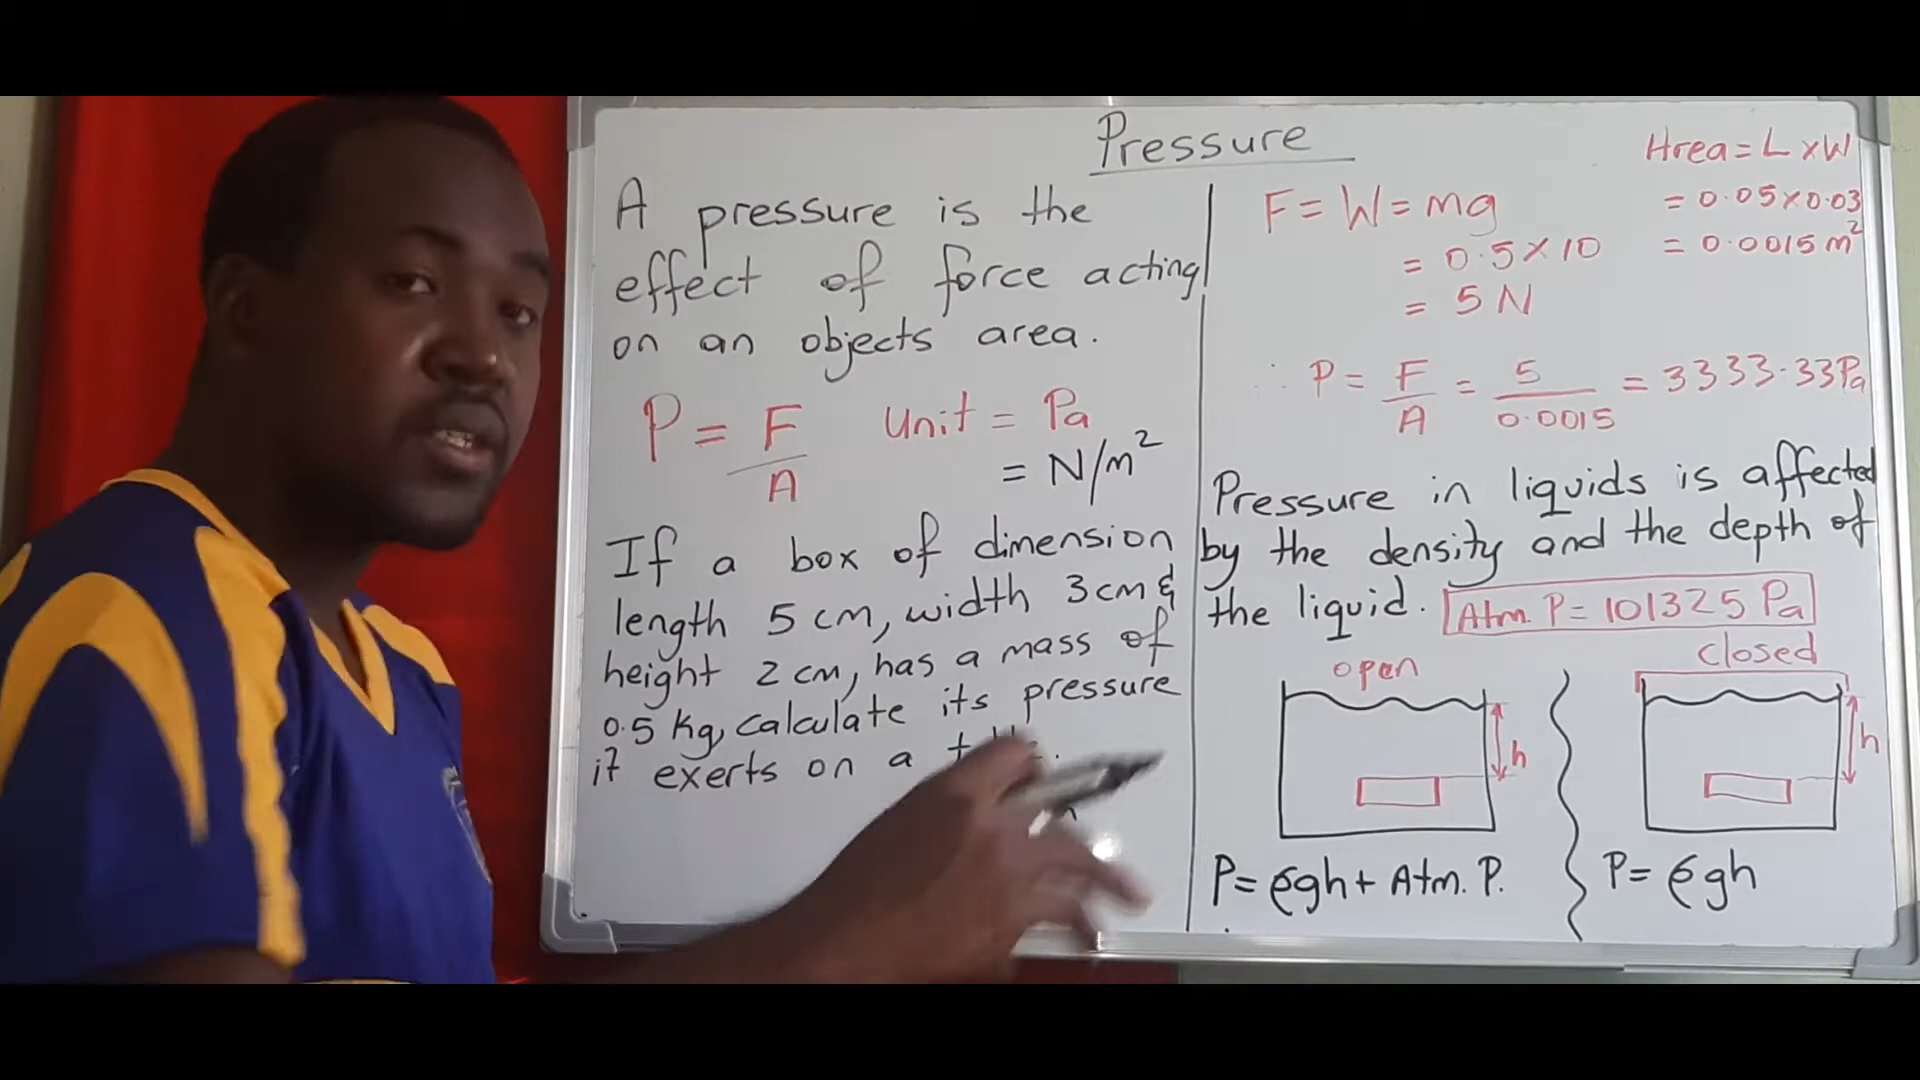 Pressure
A pressure is the
effect of force acting
on an objects area.
P = F/A Unit = Pa
= N/m²
If a box of dimension
length 5 cm, width 3 cm &
height 2 cm, has a mass of
0.5 kg, calculate its pressure
it exerts on a
F = W = mg
= 0.5 × 10
= 5 N
Area = L × W
= 0.05 × 0.03
= 0.0015 m²
∴ P = F/A = 5/0.0015 = 3333.33 Pa
Pressure in liquids is affected
by the density and the depth of
the liquid. Atm. P = 101325 Pa
open
h
P = ρgh + Atm. P.
closed
h
P = ρgh